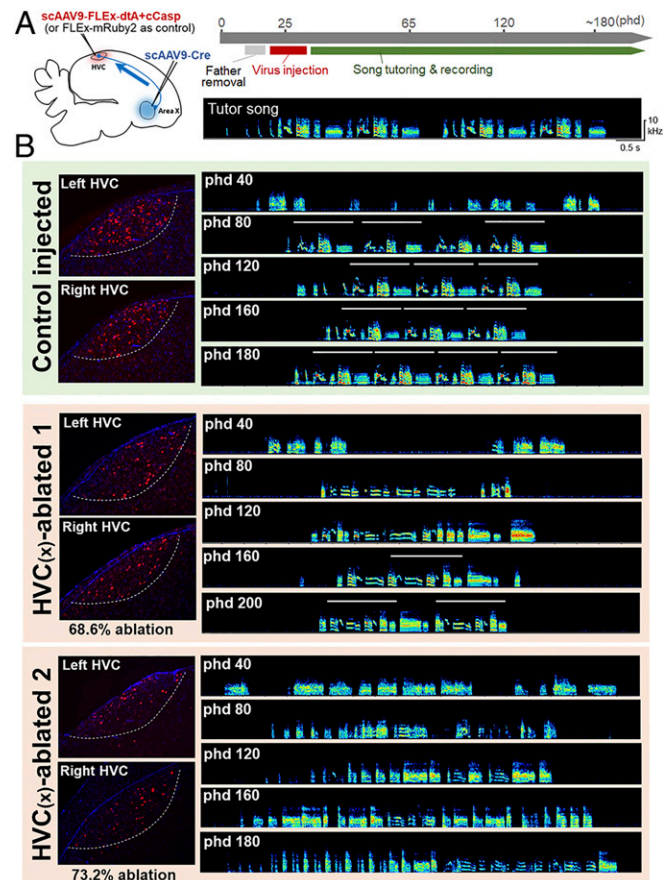 A
scAAV9-FLEx-dtA+cCasp
(or FLEx-mRuby2 as control)
scAAV9-Cre
HVC
Area X
0 25 65 120 ~180 (phd)
Father removal
Virus injection
Song tutoring & recording
Tutor song
10 kHz
0.5 s
B
Control injected
Left HVC
Right HVC
phd 40
phd 80
phd 120
phd 160
phd 180
HVC(X)-ablated 1
Left HVC
Right HVC
68.6% ablation
phd 40
phd 80
phd 120
phd 160
phd 200
HVC(X)-ablated 2
Left HVC
Right HVC
73.2% ablation
phd 40
phd 80
phd 120
phd 160
phd 180